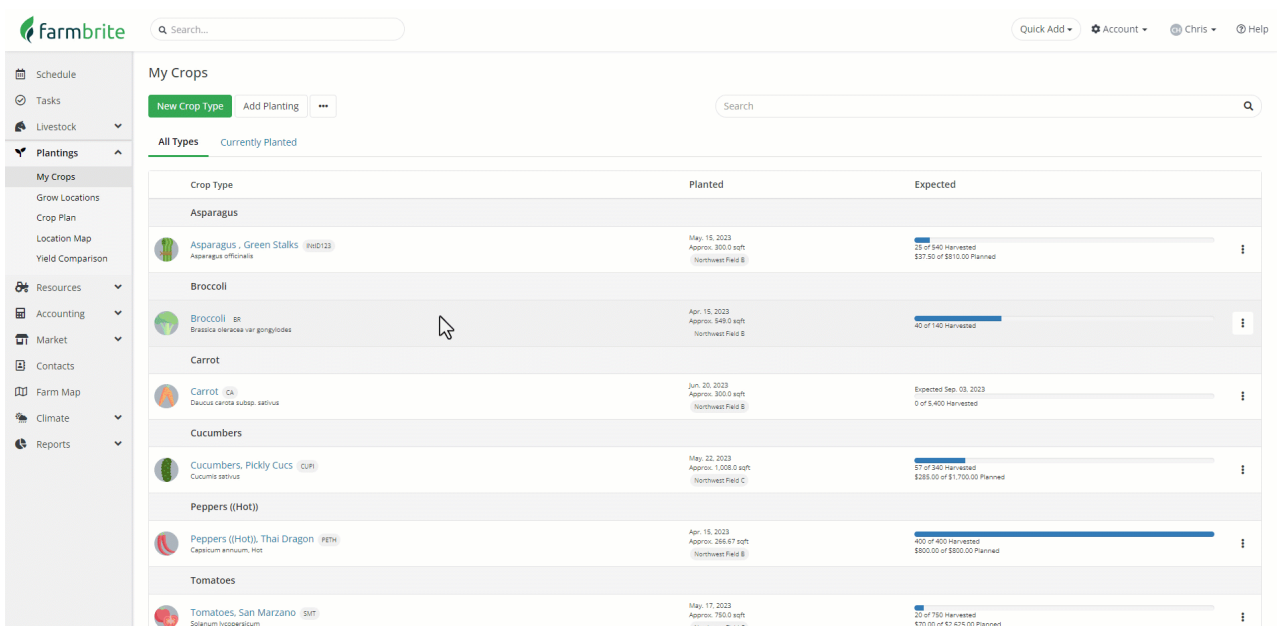 farmbrite
Search...
Quick Add
Account
CH Chris
Help
Schedule
Tasks
Livestock
Plantings
My Crops
Grow Locations
Crop Plan
Location Map
Yield Comparison
Resources
Accounting
Market
Contacts
Farm Map
Climate
Reports
My Crops
New Crop Type Add Planting
Search
All Types Currently Planted
Crop Type Planted Expected
Asparagus
Asparagus , Green Stalks INtID123
Asparagus officinalis
May. 15, 2023
Approx. 300.0 sqft
Northwest Field B
25 of 540 Harvested
$37.50 of $810.00 Planned
Broccoli
Broccoli BR
Brassica oleracea var gongylodes
Apr. 15, 2023
Approx. 549.0 sqft
Northwest Field B
40 of 140 Harvested
Carrot
Carrot CA
Daucus carota subsp. sativus
Jun. 20, 2023
Approx. 300.0 sqft
Northwest Field B
Expected Sep. 03, 2023
0 of 5,400 Harvested
Cucumbers
Cucumbers, Pickly Cucs CUPI
Cucumis sativus
May. 22, 2023
Approx. 1,008.0 sqft
Northwest Field C
57 of 340 Harvested
$285.00 of $1,700.00 Planned
Peppers ((Hot))
Peppers ((Hot)), Thai Dragon PETH
Capsicum annuum, Hot
Apr. 15, 2023
Approx. 266.67 sqft
Northwest Field B
400 of 400 Harvested
$800.00 of $800.00 Planned
Tomatoes
Tomatoes, San Marzano SMT
Solanum lycopersicum
May. 17, 2023
Approx. 750.0 sqft
20 of 750 Harvested
$70.00 of $2,625.00 Planned